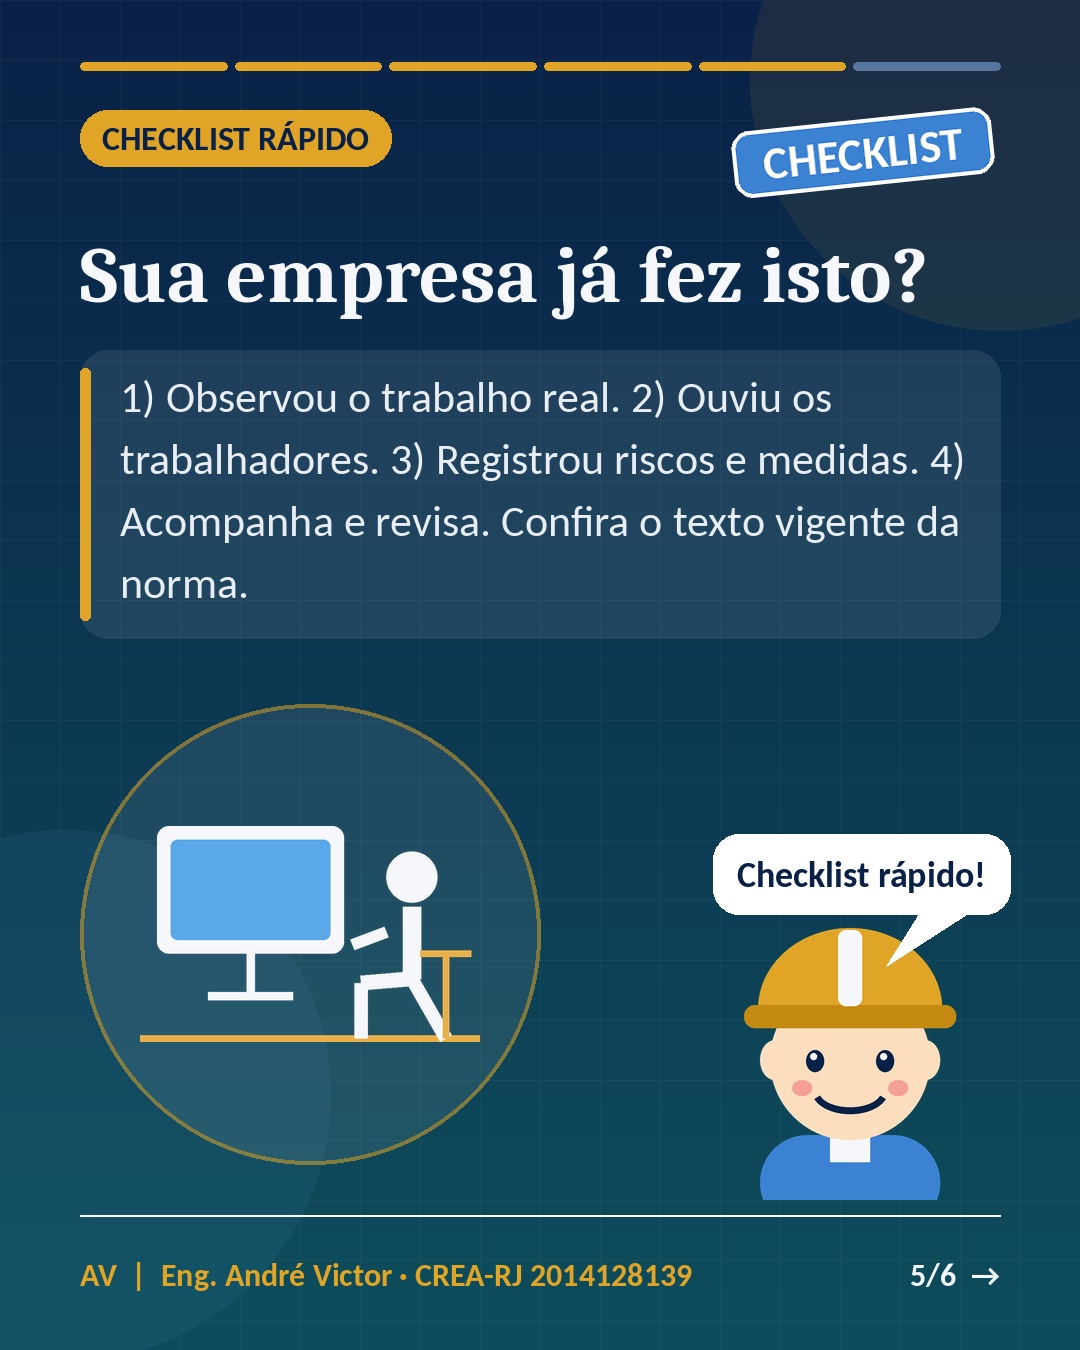 CHECKLIST RÁPIDO
CHECKLIST
Sua empresa já fez isto?
1) Observou o trabalho real. 2) Ouviu os
trabalhadores. 3) Registrou riscos e medidas. 4)
Acompanha e revisa. Confira o texto vigente da
norma.
Checklist rápido!
AV | Eng. André Victor · CREA-RJ 2014128139
5/6 →